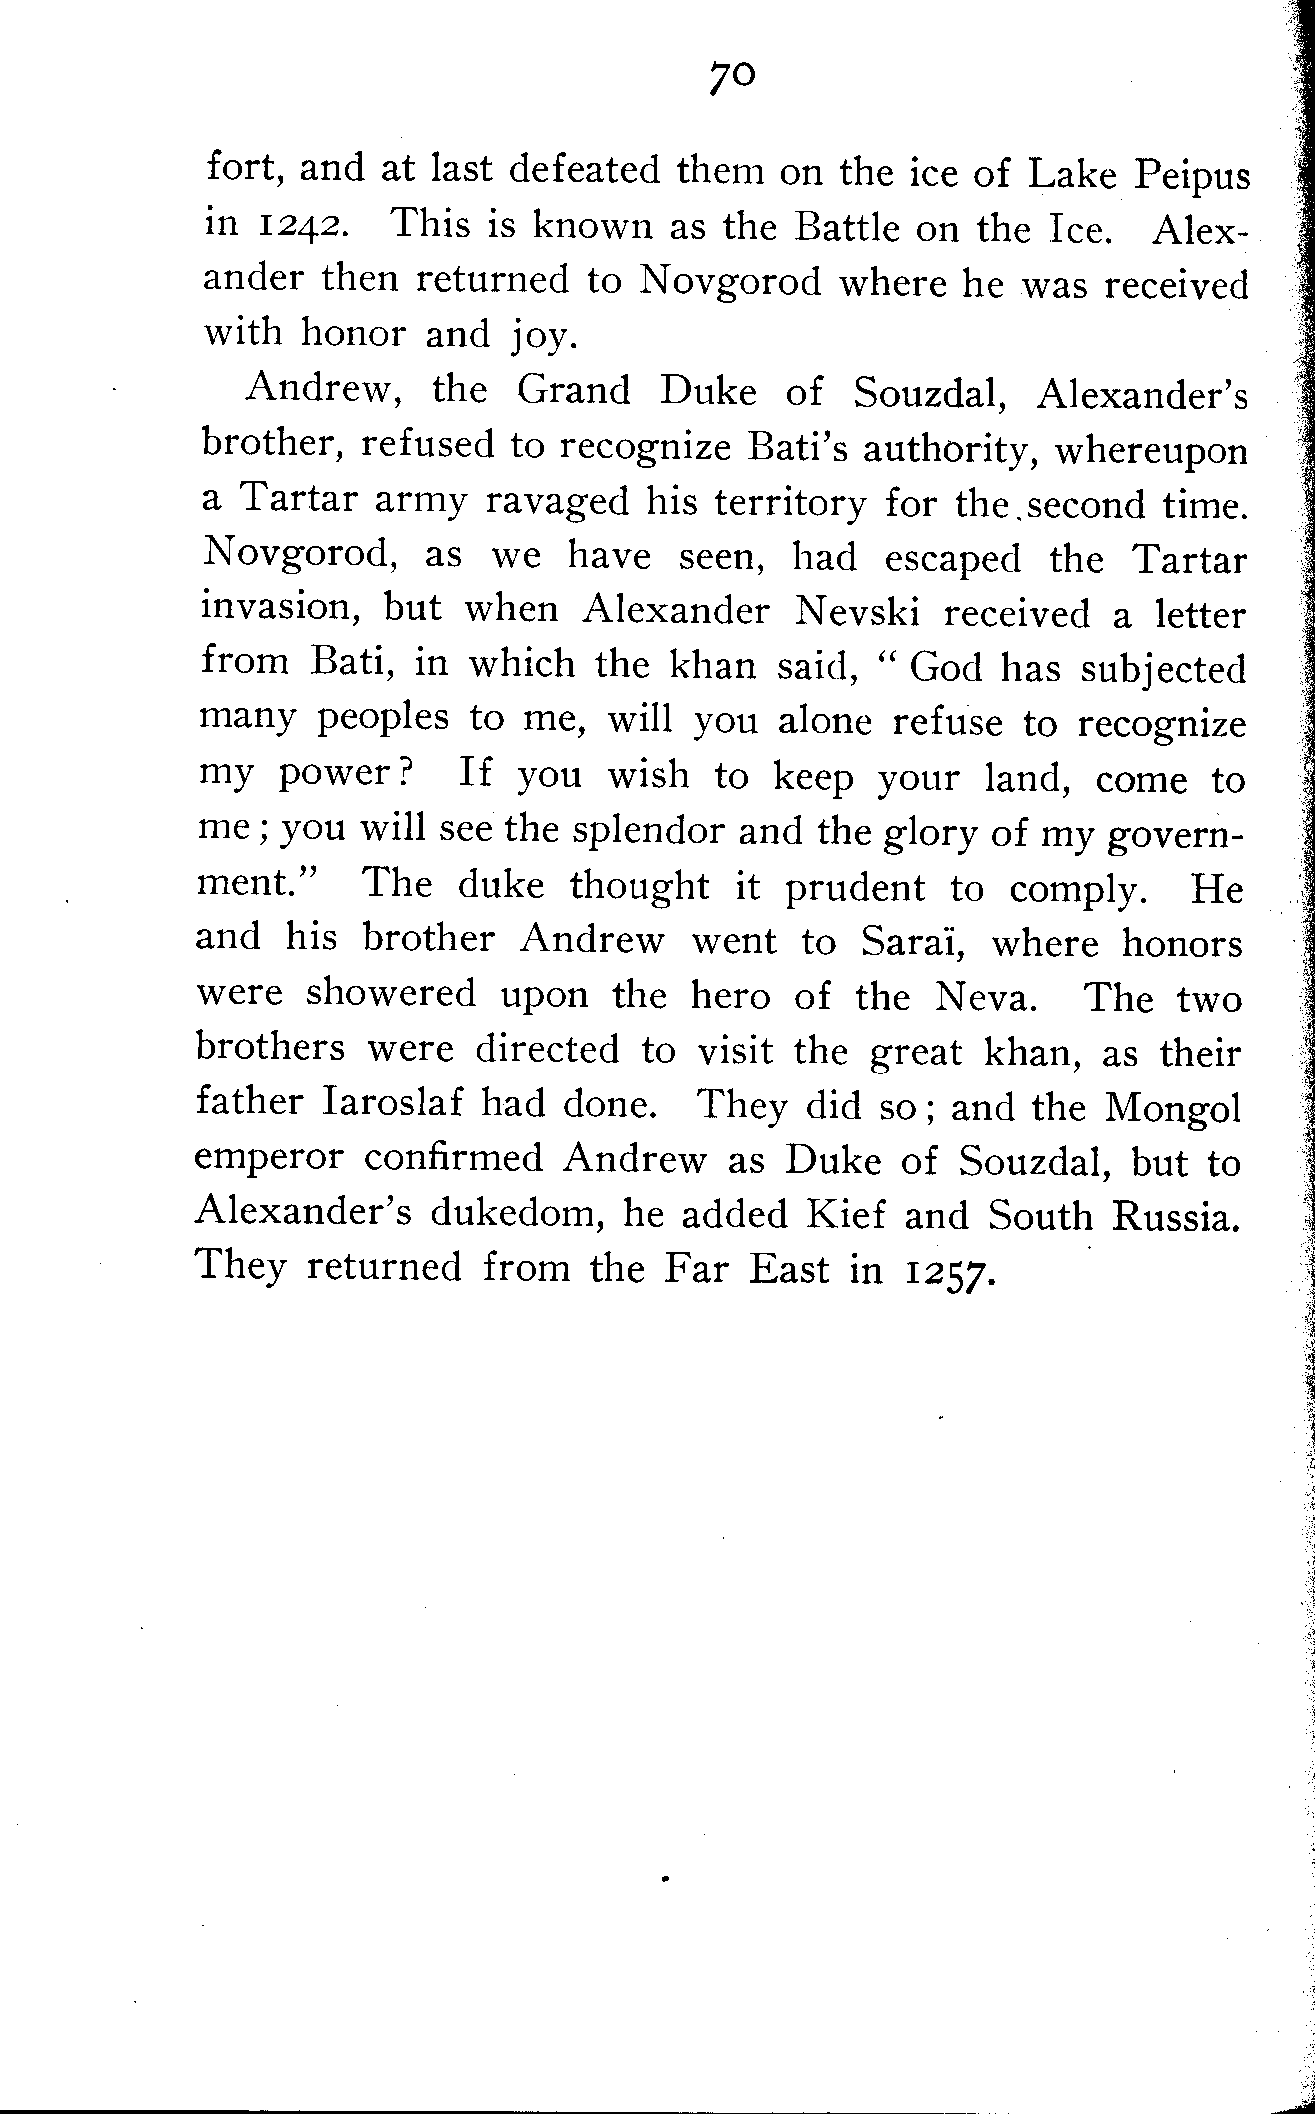 70
fort, and at last defeated them on the ice of Lake Peipus
in 1242. This is known as the Battle on the Ice. Alex-
ander then returned to Novgorod where he was received
with honor and joy.
Andrew, the Grand Duke of Souzdal, Alexander's
brother, refused to recognize Bati's authority, whereupon
a Tartar army ravaged his territory for the second time.
Novgorod, as we have seen, had escaped the Tartar
invasion, but when Alexander Nevski received a letter
from Bati, in which the khan said, " God has subjected
many peoples to me, will you alone refuse to recognize
my power? If you wish to keep your land, come to
me; you will see the splendor and the glory of my govern-
ment." The duke thought it prudent to comply. He
and his brother Andrew went to Saraï, where honors
were showered upon the hero of the Neva. The two
brothers were directed to visit the great khan, as their
father Iaroslaf had done. They did so; and the Mongol
emperor confirmed Andrew as Duke of Souzdal, but to
Alexander's dukedom, he added Kief and South Russia.
They returned from the Far East in 1257.